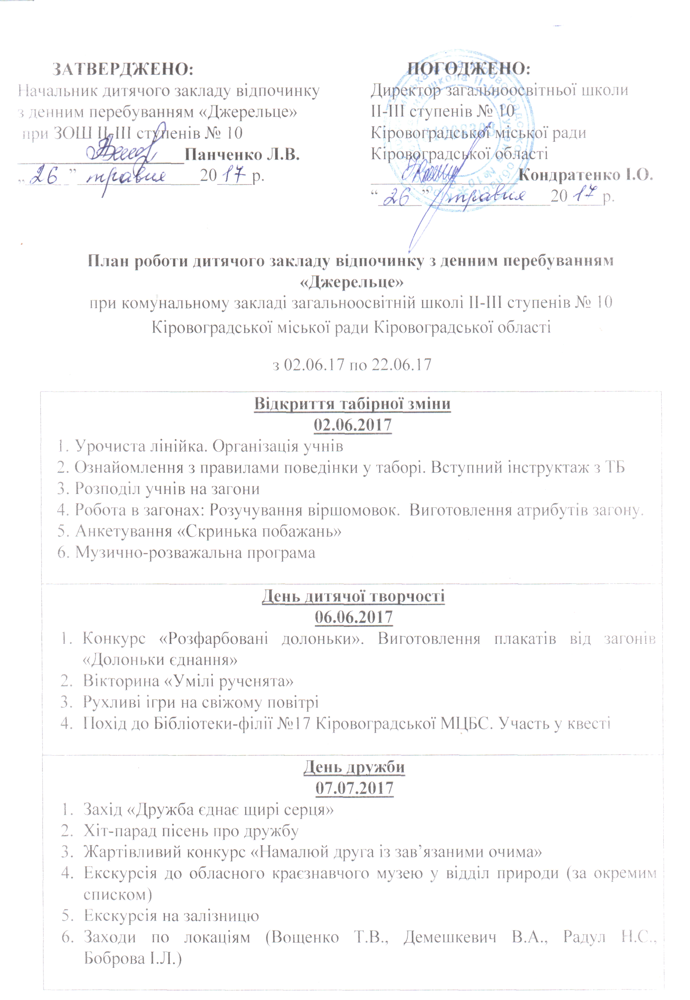 ЗАТВЕРДЖЕНО:
Начальник дитячого закладу відпочинку
з денним перебуванням «Джерельце»
при ЗОШ ІІ-ІІІ ступенів № 10
Панченко Л.В.
„ 26 ” травня 20 17 р.
ПОГОДЖЕНО:
Директор загальноосвітньої школи
ІІ-ІІІ ступенів № 10
Кіровоградської міської ради
Кіровоградської області
Кондратенко І.О.
“ 26 ” травня 20 17 р.
План роботи дитячого закладу відпочинку з денним перебуванням
«Джерельце»
при комунальному закладі загальноосвітній школі ІІ-ІІІ ступенів № 10
Кіровоградської міської ради Кіровоградської області
з 02.06.17 по 22.06.17
Відкриття табірної зміни
02.06.2017
1. Урочиста лінійка. Організація учнів
2. Ознайомлення з правилами поведінки у таборі. Вступний інструктаж з ТБ
3. Розподіл учнів на загони
4. Робота в загонах: Розучування віршомовок. Виготовлення атрибутів загону.
5. Анкетування «Скринька побажань»
6. Музично-розважальна програма
День дитячої творчості
06.06.2017
1. Конкурс «Розфарбовані долоньки». Виготовлення плакатів від загонів
«Долоньки єднання»
2. Вікторина «Умілі рученята»
3. Рухливі ігри на свіжому повітрі
4. Похід до Бібліотеки-філії №17 Кіровоградської МЦБС. Участь у квесті
День дружби
07.07.2017
1. Захід «Дружба єднає щирі серця»
2. Хіт-парад пісень про дружбу
3. Жартівливий конкурс «Намалюй друга із зав’язаними очима»
4. Екскурсія до обласного краєзнавчого музею у відділ природи (за окремим
списком)
5. Екскурсія на залізницю
6. Заходи по локаціям (Вощенко Т.В., Демешкевич В.А., Радул Н.С.,
Боброва І.Л.)